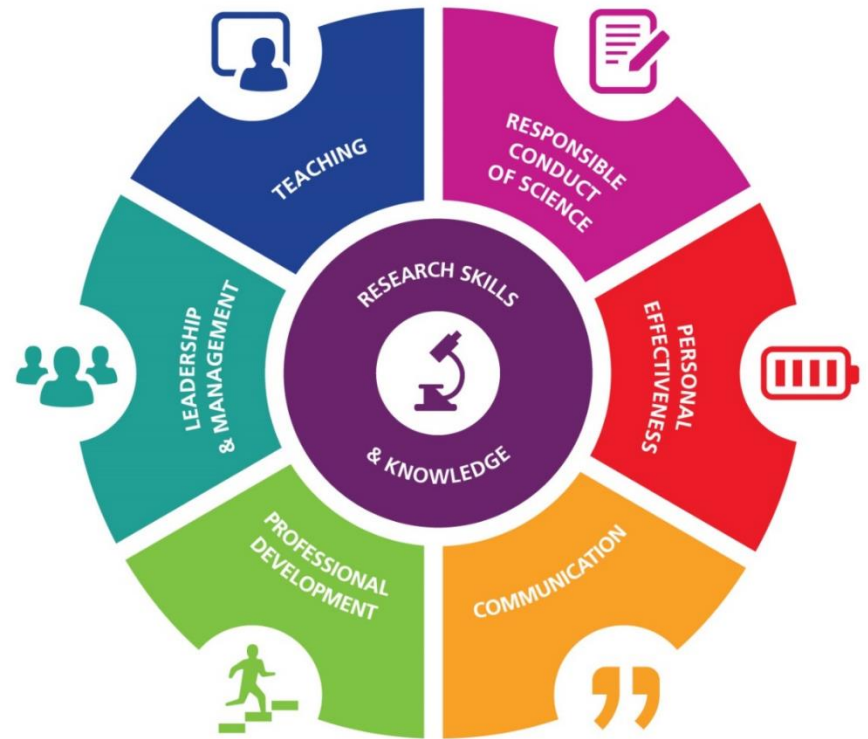 TEACHING
RESPONSIBLE
CONDUCT
OF SCIENCE
LEADERSHIP
& MANAGEMENT
RESEARCH SKILLS
& KNOWLEDGE
PERSONAL
EFFECTIVENESS
PROFESSIONAL
DEVELOPMENT
COMMUNICATION